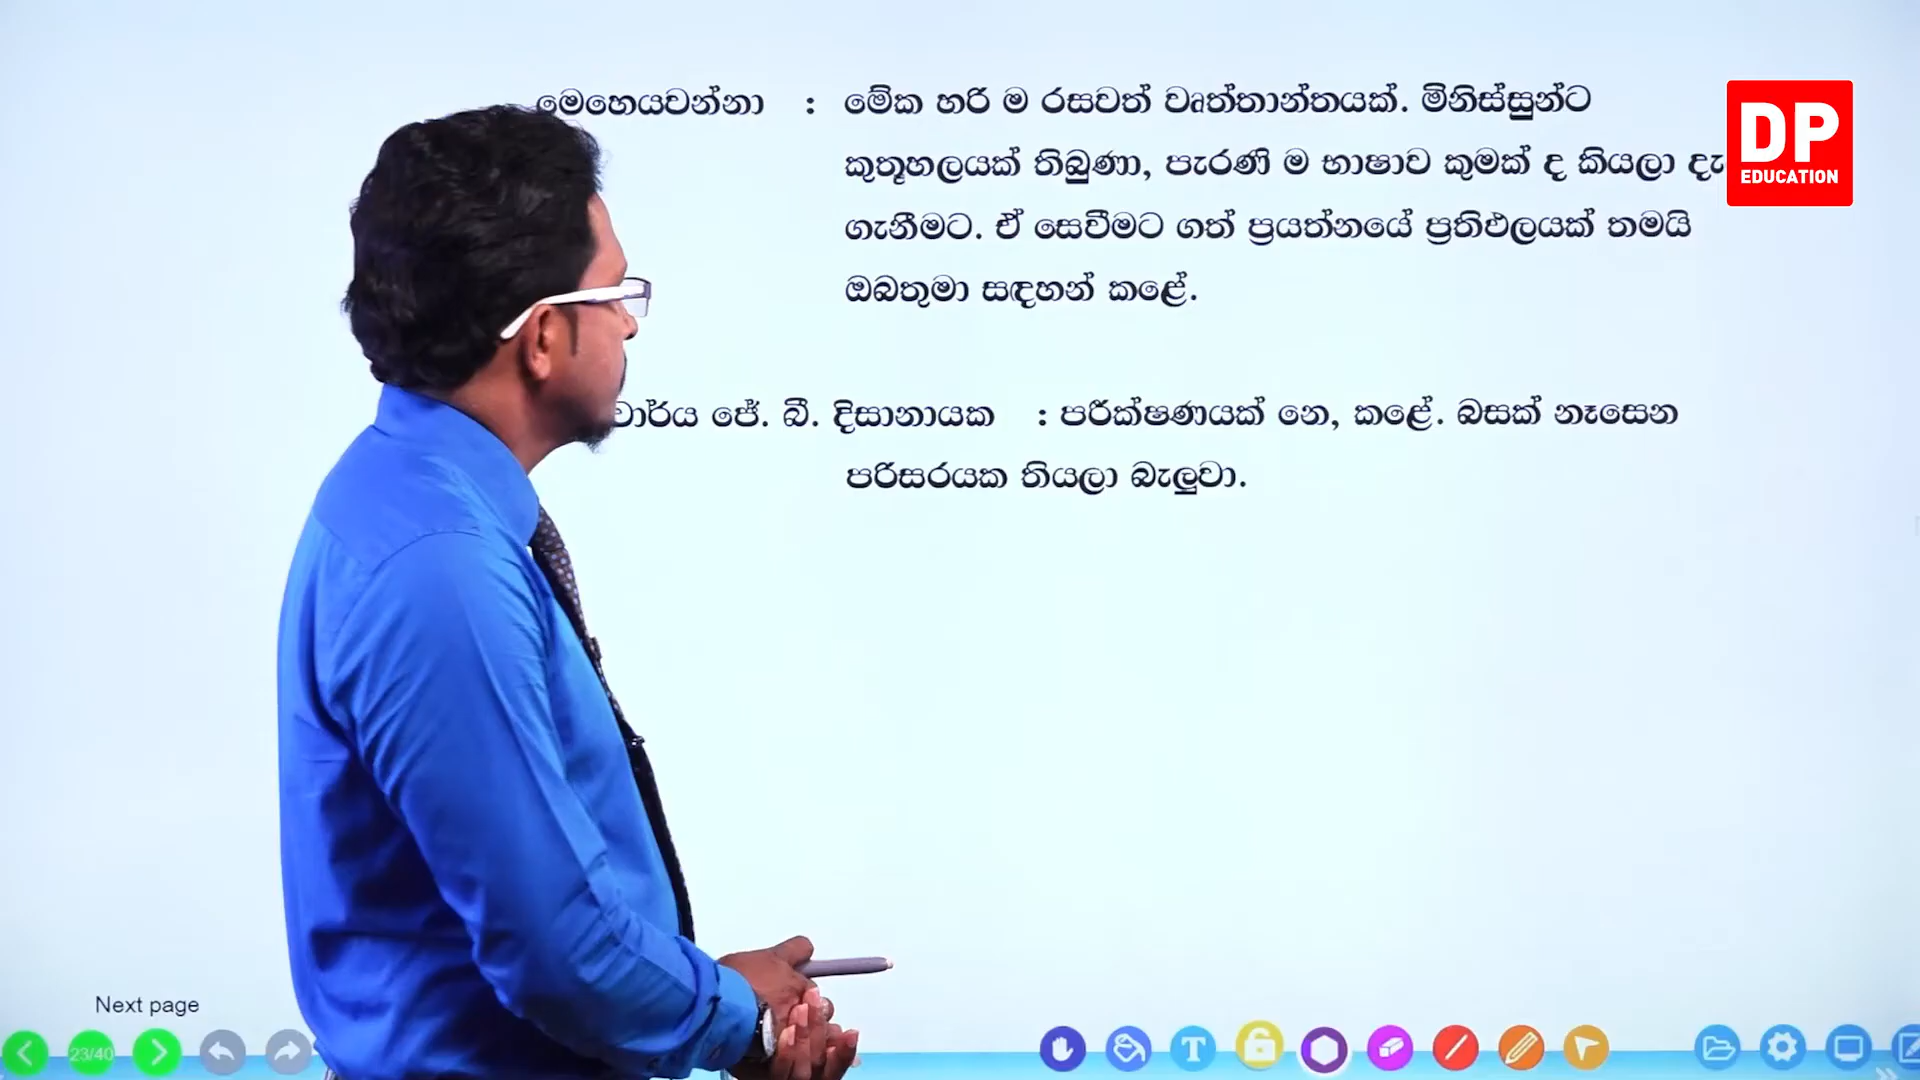 මෙහෙයවන්නා : මේක හරි ම රසවත් වෘත්තාන්තයක්. මිනිස්සුන්ට
කුතූහලයක් තිබුණා, පැරණි ම භාෂාව කුමක් ද කියලා දැ
ගැනීමට. ඒ සෙවීමට ගත් ප්‍රයත්නයේ ප්‍රතිඵලයක් තමයි
ඔබතුමා සඳහන් කළේ.
චාර්ය ජේ. බී. දිසානායක : පරීක්ෂණයක් නෙ, කළේ. බසක් නෑසෙන
පරිසරයක තියලා බැලුවා.
DP
EDUCATION
Next page
23/40
T